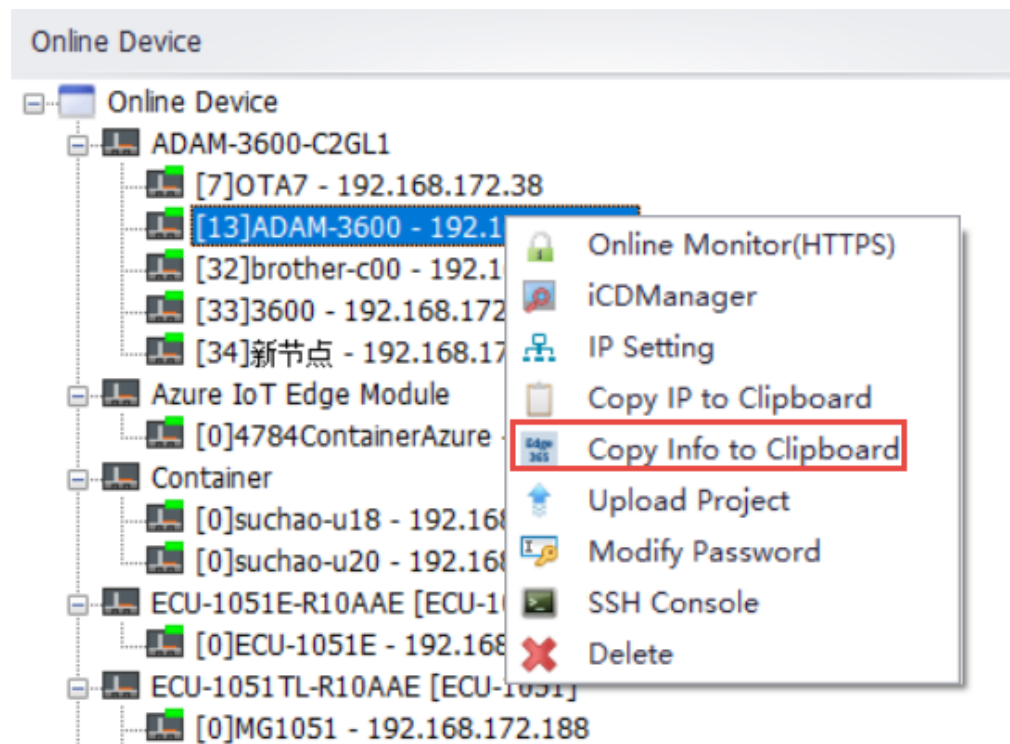 Online Device
Online Device
ADAM-3600-C2GL1
[7]OTA7 - 192.168.172.38
[13]ADAM-3600 - 192.1
[32]brother-c00 - 192.1
[33]3600 - 192.168.172
[34]新节点 - 192.168.17
Azure IoT Edge Module
[0]4784ContainerAzure -
Container
[0]suchao-u18 - 192.168
[0]suchao-u20 - 192.168
ECU-1051E-R10AAE [ECU-10
[0]ECU-1051E - 192.168
ECU-1051TL-R10AAE [ECU-1051]
[0]MG1051 - 192.168.172.188
Online Monitor(HTTPS)
iCDManager
IP Setting
Copy IP to Clipboard
Edge
365
Copy Info to Clipboard
Upload Project
Modify Password
SSH Console
Delete